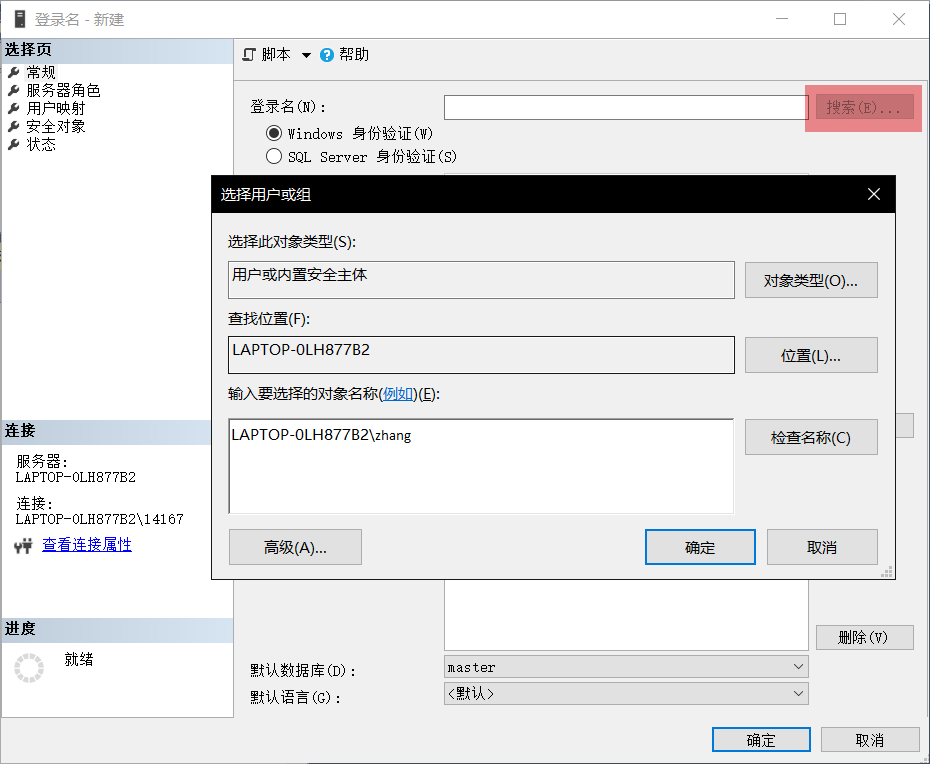 登录名 - 新建
选择页
常规
服务器角色
用户映射
安全对象
状态
脚本
帮助
登录名(N):
搜索(E)...
Windows 身份验证(W)
SQL Server 身份验证(S)
选择用户或组
选择此对象类型(S):
用户或内置安全主体
对象类型(O)...
查找位置(F):
LAPTOP-0LH877B2
位置(L)...
输入要选择的对象名称(例如)(E):
LAPTOP-0LH877B2\zhang
检查名称(C)
高级(A)...
确定
取消
连接
服务器:
LAPTOP-0LH877B2
连接:
LAPTOP-0LH877B2\14167
查看连接属性
进度
就绪
删除(V)
默认数据库(D):
master
默认语言(G):
<默认>
确定
取消